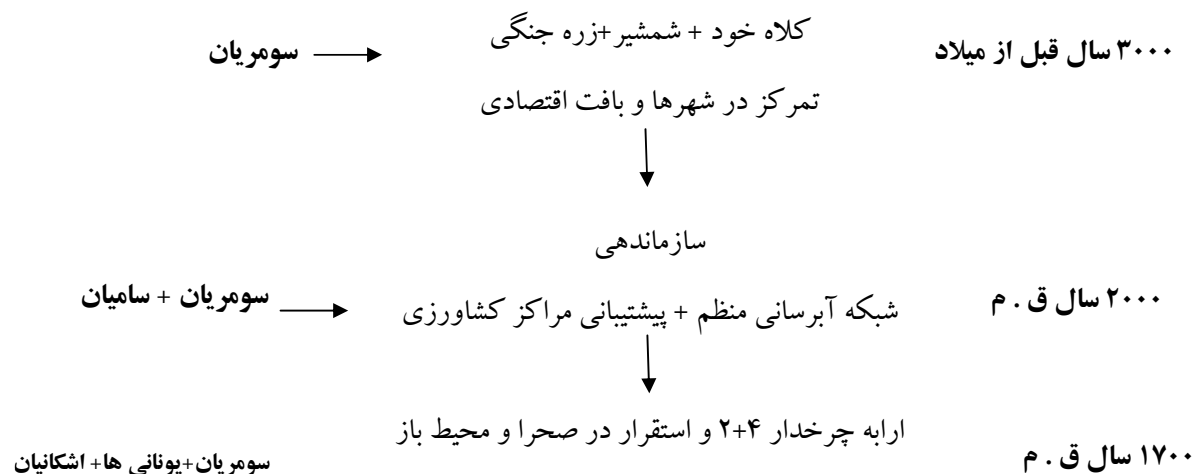 ۳۰۰۰ سال قبل از میلاد
کلاه خود + شمشیر+زره جنگی
سومریان
تمرکز در شهرها و بافت اقتصادی
سازماندهی
۲۰۰۰ سال ق . م
شبکه آبرسانی منظم + پیشتیبانی مراکز کشاورزی
سومریان + سامیان
۱۷۰۰ سال ق . م
ارابه چرخدار ۴+۲ و استقرار در صحرا و محیط باز
سومریان+یونانی ها+ اشکانیان